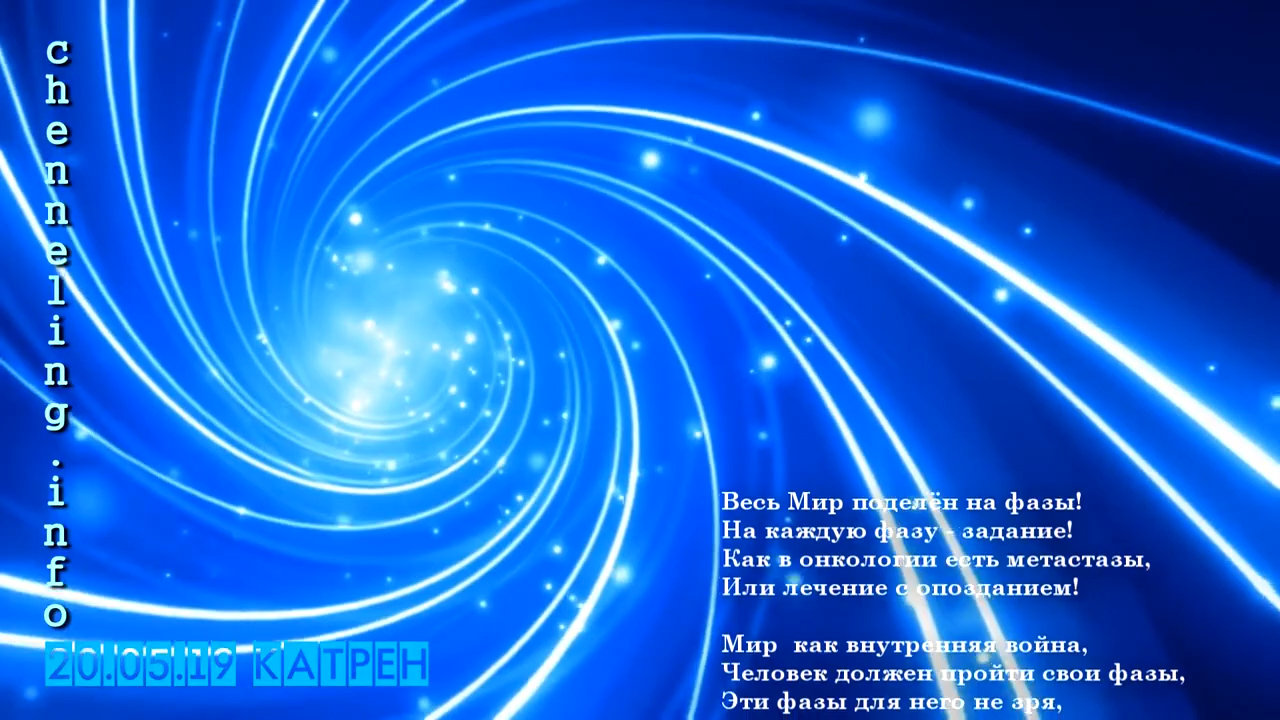 chenneling.info
20.05.19 КАТРЕН
Весь Мир поделён на фазы!
На каждую фазу - задание!
Как в онкологии есть метастазы,
Или лечение с опозданием!
Мир как внутренняя война,
Человек должен пройти свои фазы,
Эти фазы для него не зря,